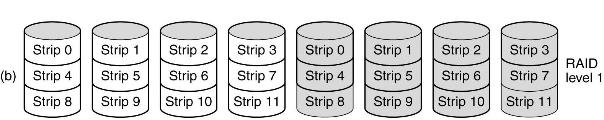 Strip 0 Strip 1 Strip 2 Strip 3 Strip 0 Strip 1 Strip 2 Strip 3
(b) Strip 4 Strip 5 Strip 6 Strip 7 Strip 4 Strip 5 Strip 6 Strip 7 RAID
level 1
Strip 8 Strip 9 Strip 10 Strip 11 Strip 8 Strip 9 Strip 10 Strip 11